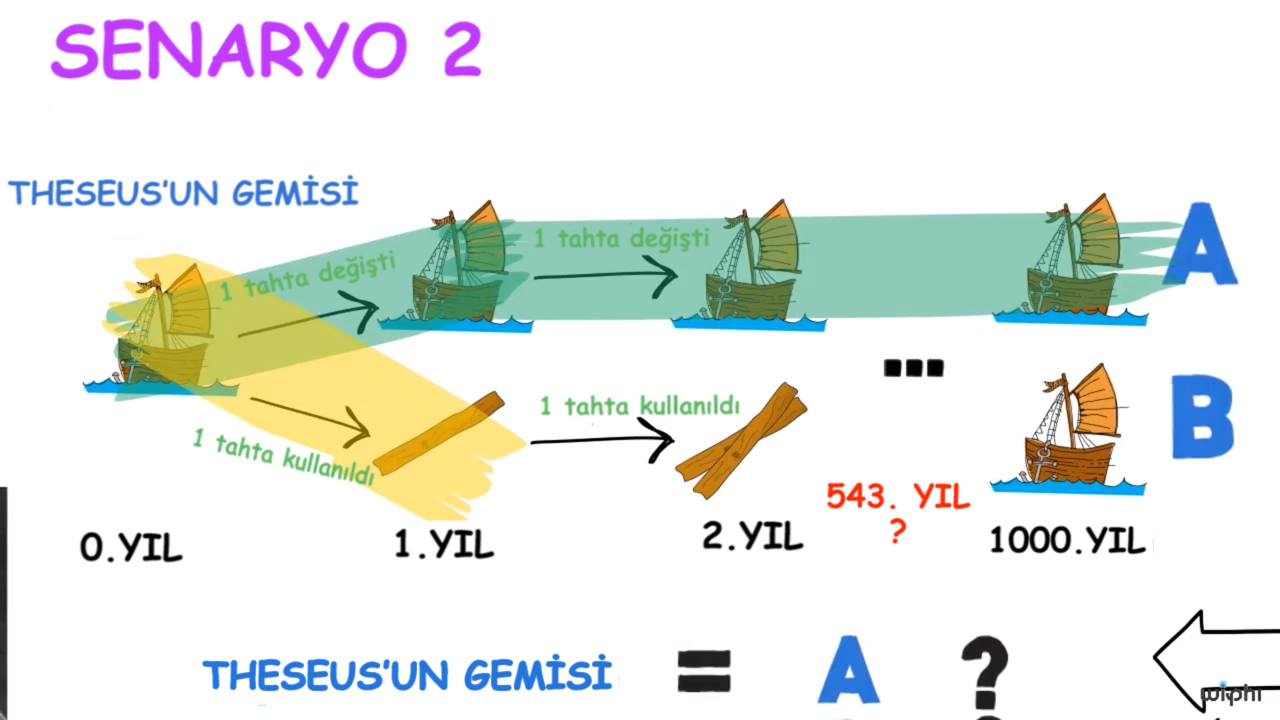 SENARYO 2
THESEUS'UN GEMİSİ
1 tahta değişti
1 tahta değişti
A
1 tahta kullanıldı
1 tahta kullanıldı
B
543. YIL
?
0.YIL
1.YIL
2.YIL
1000.YIL
THESEUS'UN GEMİSİ = A ?
wiphi